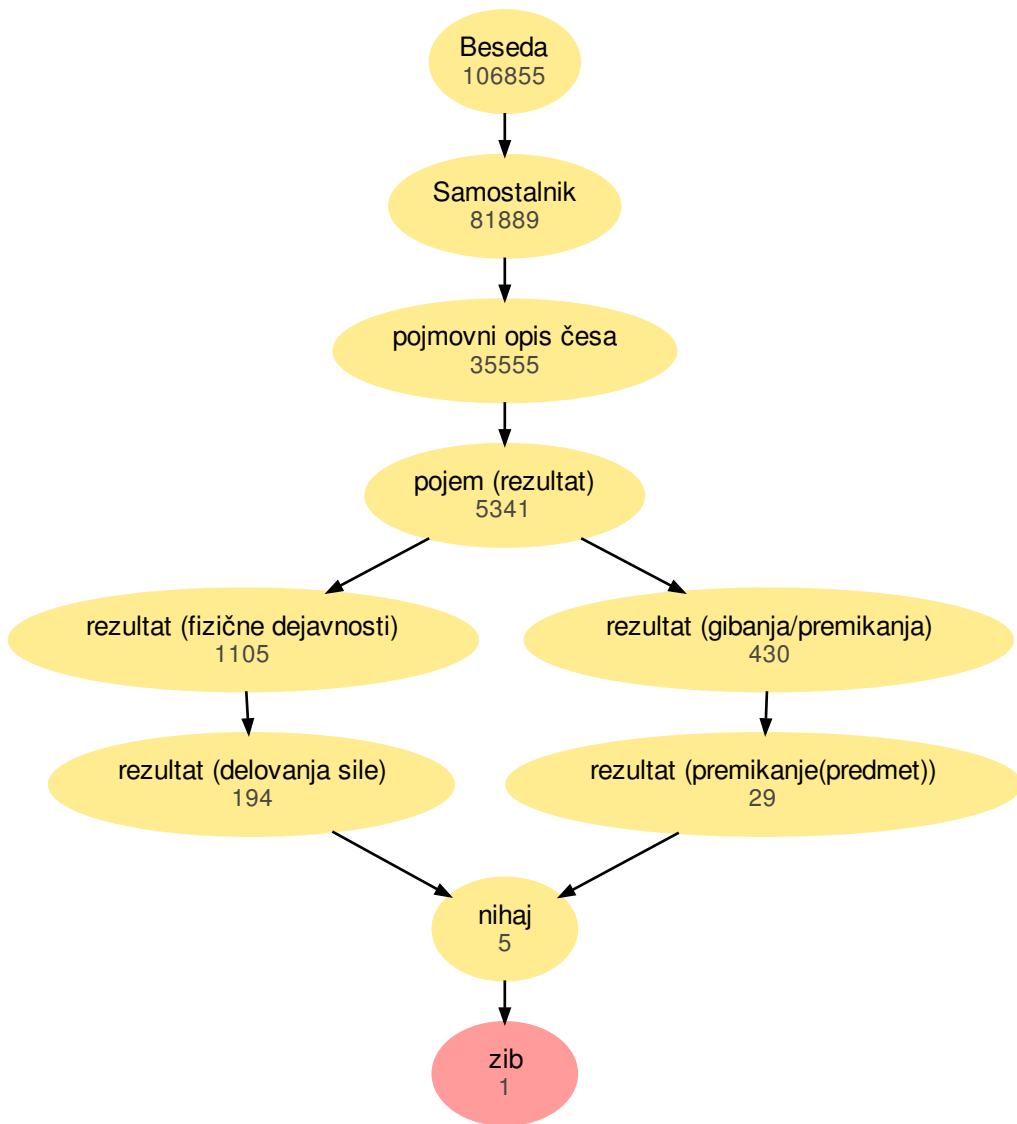 Beseda
106855
Samostalnik
81889
pojmovni opis česa
35555
pojem (rezultat)
5341
rezultat (fizične dejavnosti)
1105
rezultat (gibanja/premikanja)
430
rezultat (delovanja sile)
194
rezultat (premikanje(predmet))
29
nihaj
5
zib
1